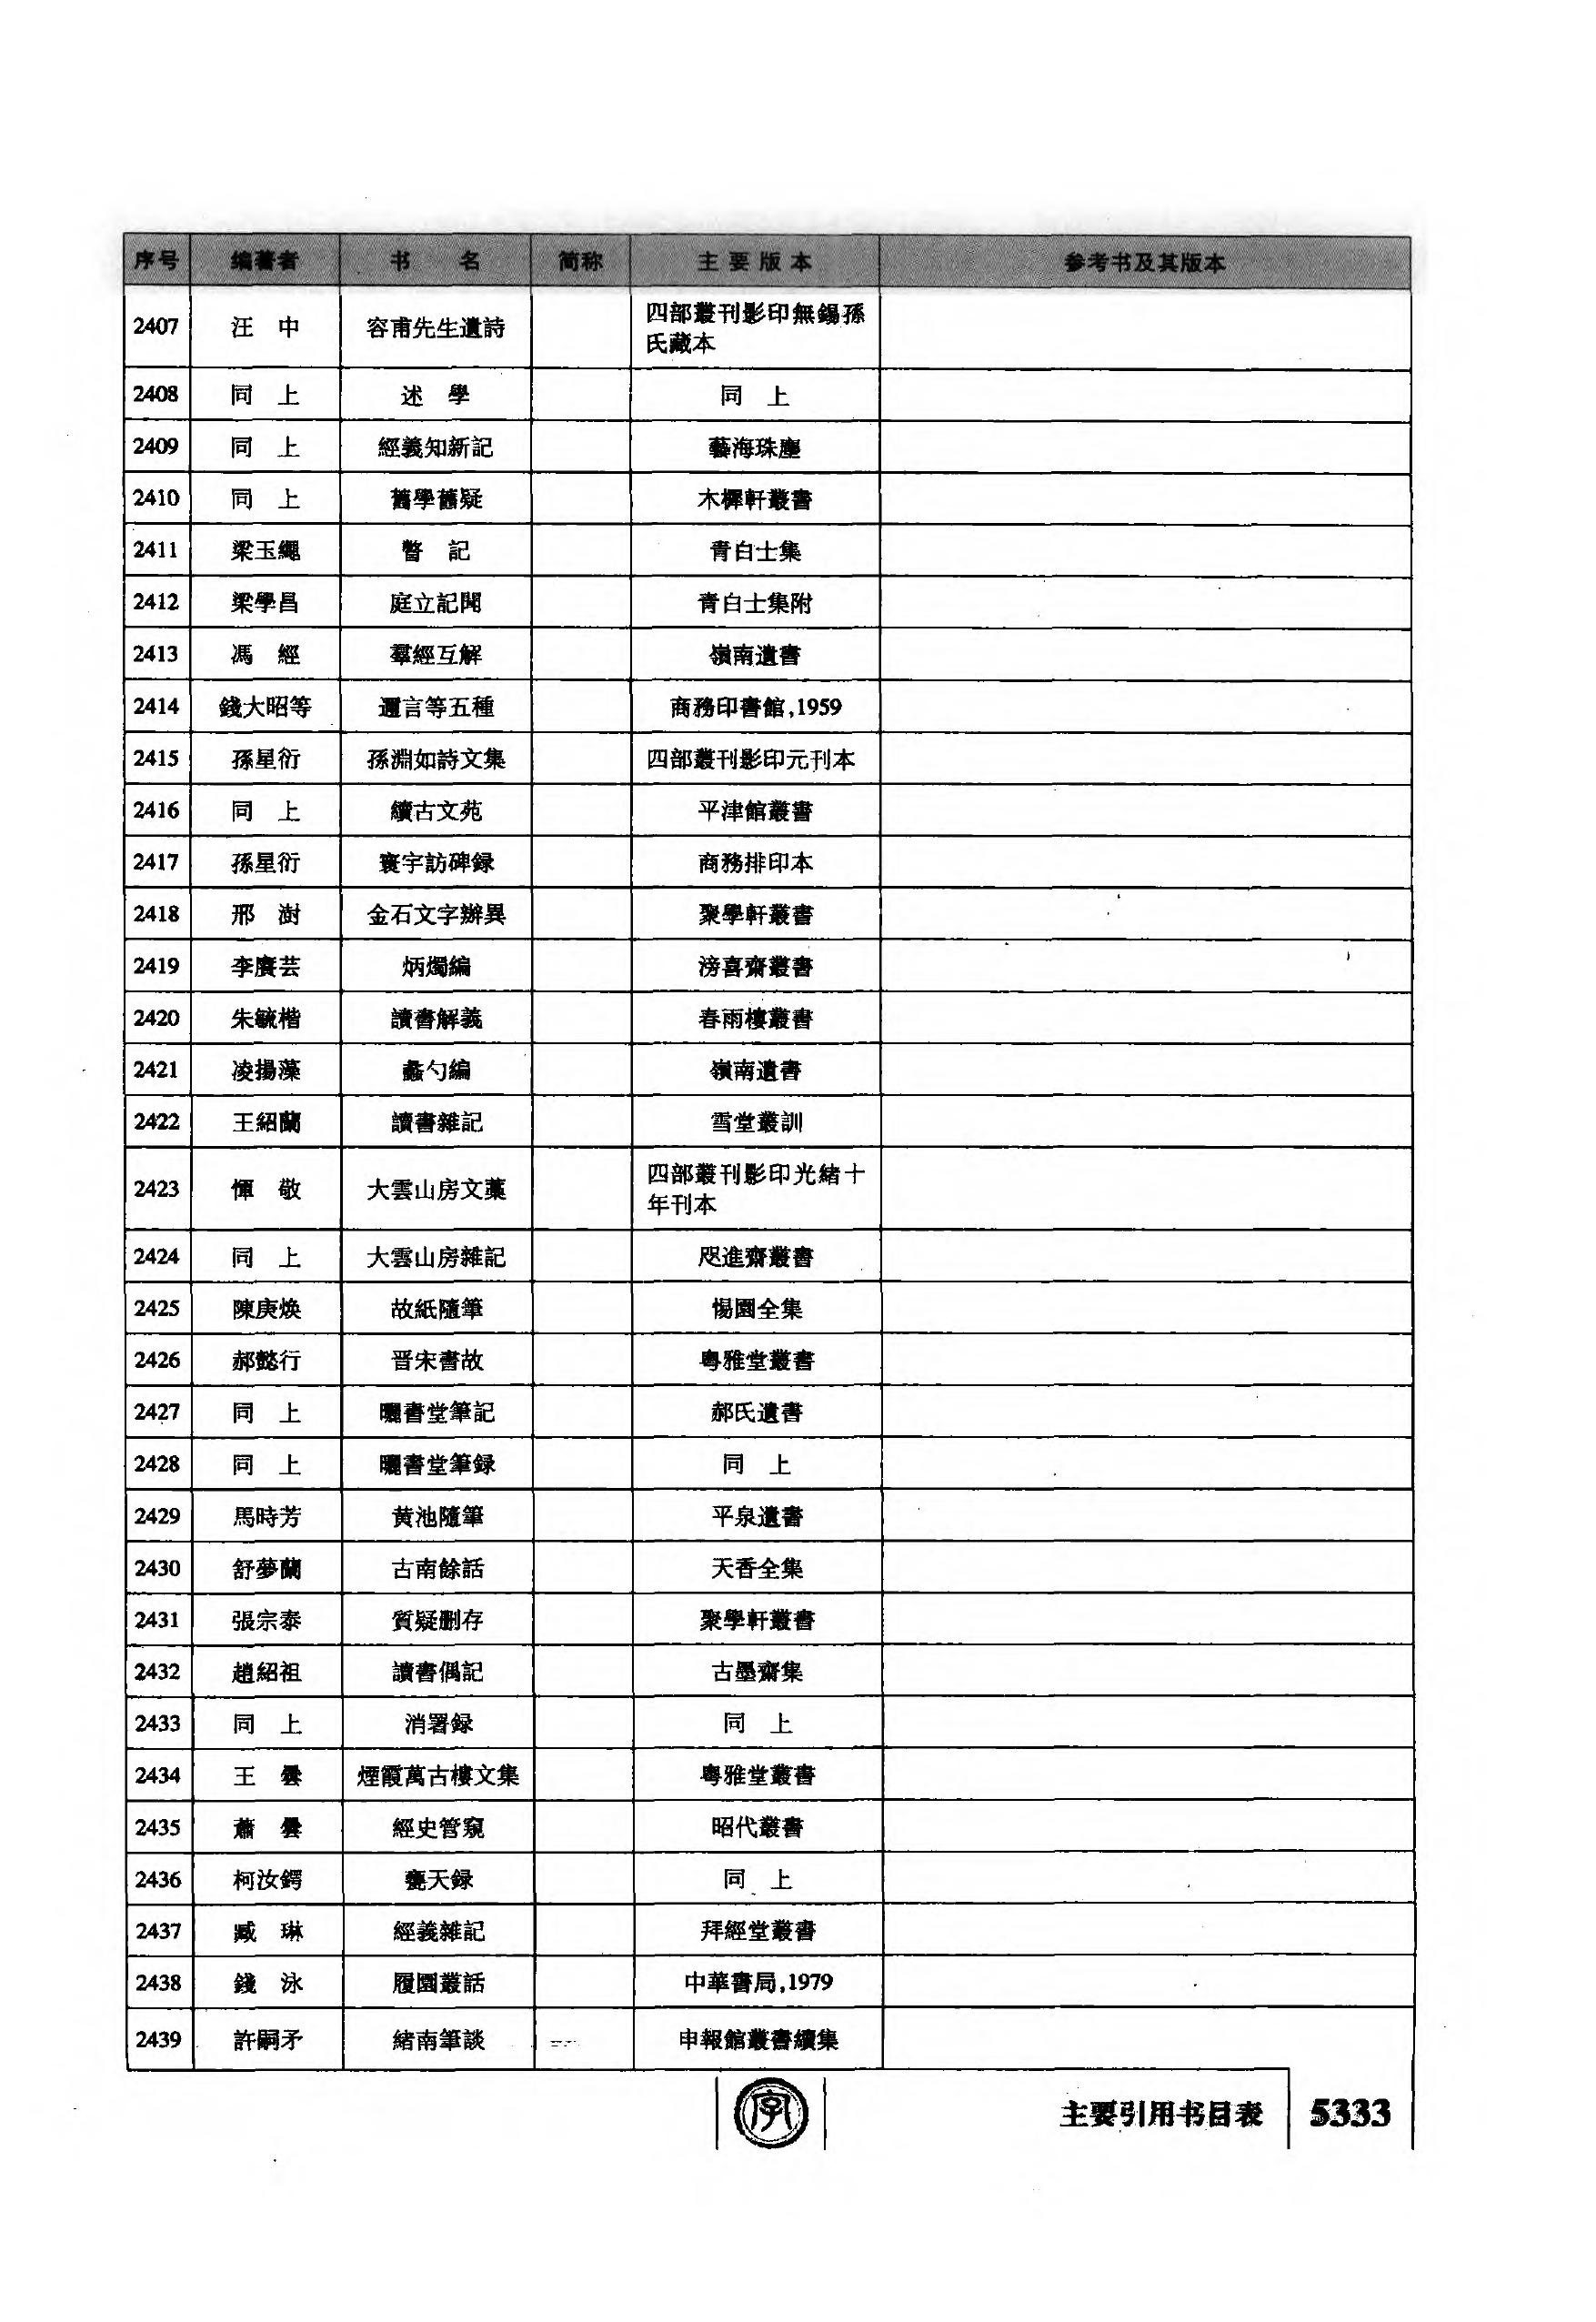 序号 编著者 书 名 简称 主要版本 参考书及其版本
2407 汪 中 容甫先生遺詩 四部叢刊影印無錫孫
氏藏本
2408 同 上 述 學 同 上
2409 同 上 經義知新記 藝海珠塵
2410 同 上 舊學舊疑 木樨軒叢書
2411 梁玉繩 瞥 記 青白士集
2412 梁學昌 庭立記聞 青白士集附
2413 馮 經 羣經互解 嶺南遺書
2414 錢大昭等 邇言等五種 商務印書館,1959
2415 孫星衍 孫淵如詩文集 四部叢刊影印元刊本
2416 同 上 續古文苑 平津館叢書
2417 孫星衍 寰宇訪碑録 商務排印本
2418 邢 澍 金石文字辨異 聚學軒叢書
2419 李賡芸 炳燭編 滂喜齋叢書
2420 朱毓楷 讀書解義 春雨樓叢書
2421 凌揚藻 蠡勺編 嶺南遺書
2422 王紹蘭 讀書雜記 雪堂叢訓
2423 惲 敬 大雲山房文藁 四部叢刊影印光緒十
年刊本
2424 同 上 大雲山房雜記 咫進齋叢書
2425 陳庚焕 故紙隨筆 惕園全集
2426 郝懿行 晋宋書故 粤雅堂叢書
2427 同 上 曬書堂筆記 郝氏遺書
2428 同 上 曬書堂筆録 同 上
2429 馬時芳 黄池隨筆 平泉遺書
2430 舒夢蘭 古南餘話 天香全集
2431 張宗泰 質疑删存 聚學軒叢書
2432 趙紹祖 讀書偶記 古墨齋集
2433 同 上 消署録 同 上
2434 王 曇 煙霞萬古樓文集 粤雅堂叢書
2435 蕭 曇 經史管窺 昭代叢書
2436 柯汝鍔 甕天録 同 上
2437 臧 琳 經義雜記 拜經堂叢書
2438 錢 泳 履園叢話 中華書局,1979
2439 許嗣矛 緒南筆談 申報館叢書續集
字 主要引用书目表 5333